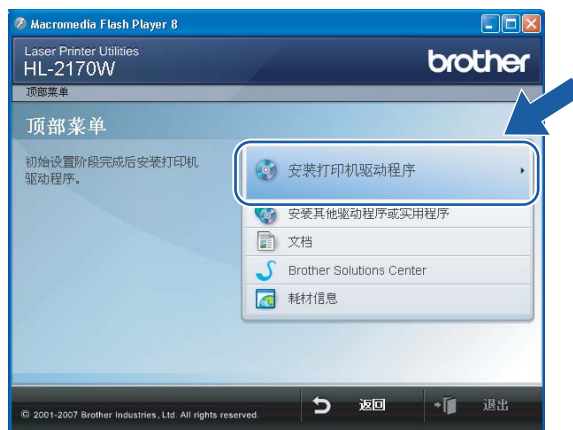 Macromedia Flash Player 8
Laser Printer Utilities
HL-2170W
brother
顶部菜单
顶部菜单
初始设置阶段完成后安装打印机
驱动程序。
安装打印机驱动程序
安装其他驱动程序或实用程序
文档
Brother Solutions Center
耗材信息
© 2001-2007 Brother Industries, Ltd. All rights reserved.
返回
退出